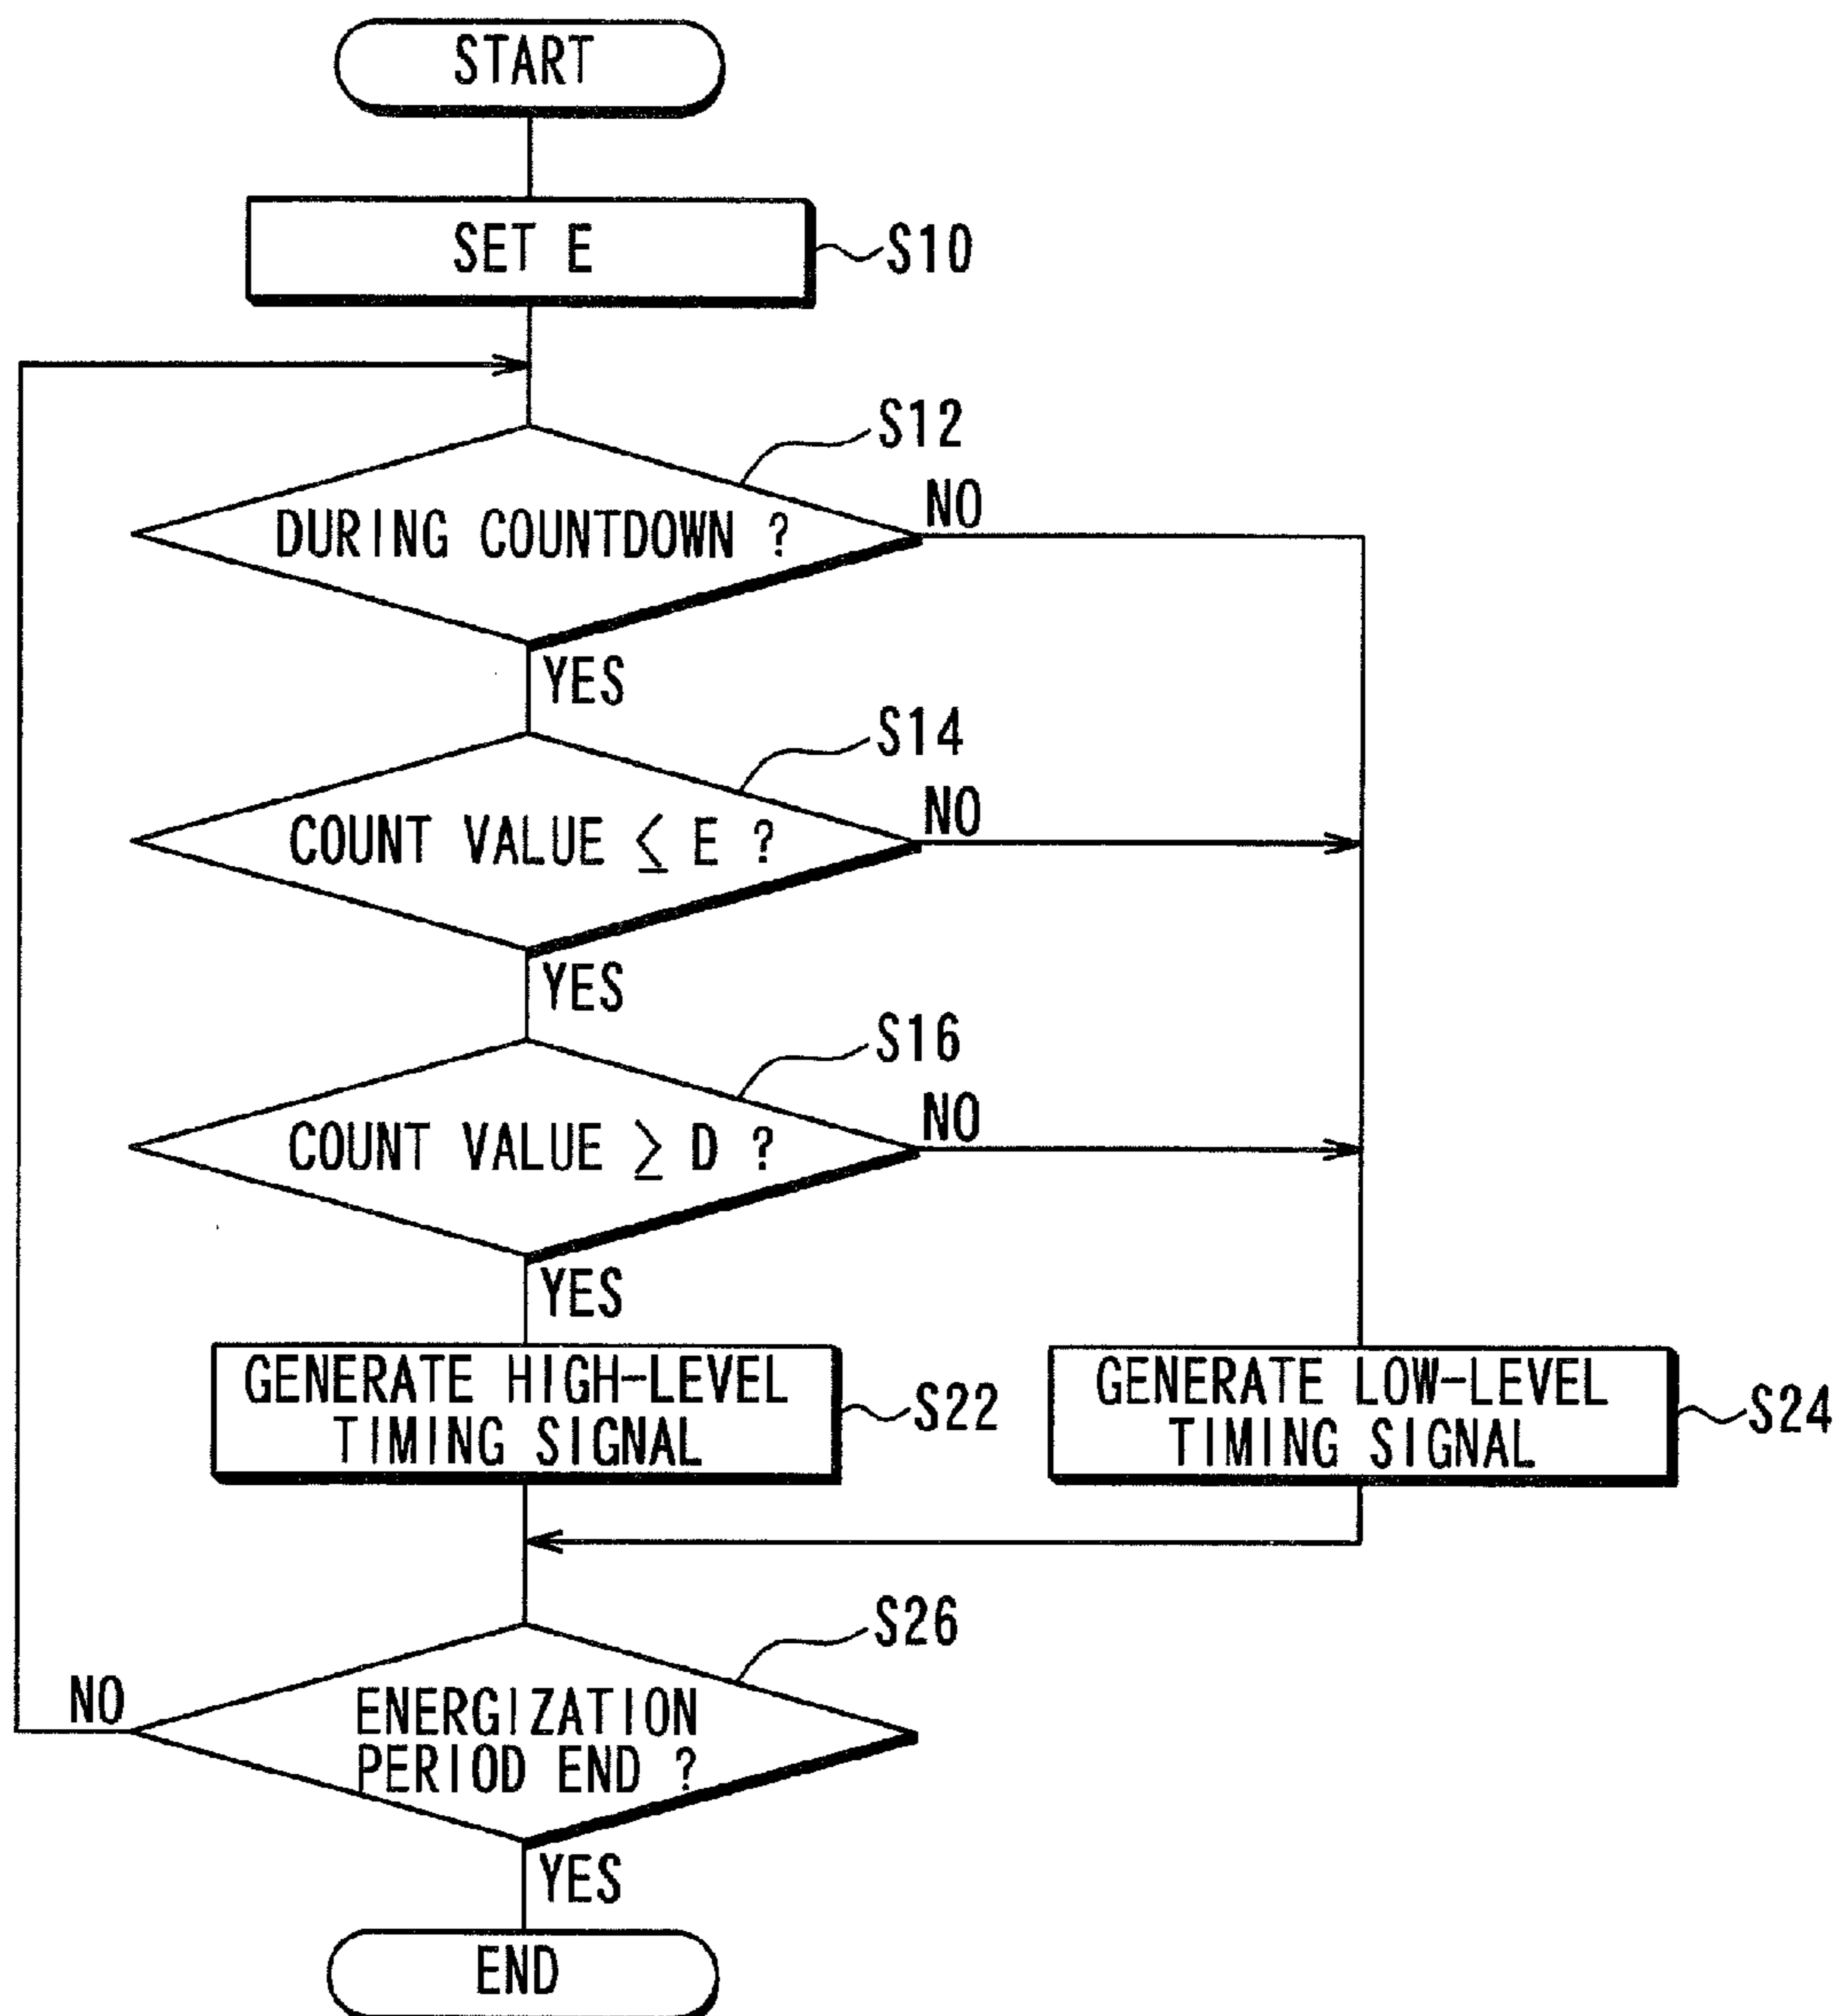 START
SET E
S10
S12
DURING COUNTDOWN ?
NO
YES
S14
COUNT VALUE ≤ E ?
NO
YES
S16
COUNT VALUE ≥ D ?
NO
YES
GENERATE HIGH-LEVEL
TIMING SIGNAL
S22
GENERATE LOW-LEVEL
TIMING SIGNAL
S24
S26
NO
ENERGIZATION
PERIOD END ?
YES
END